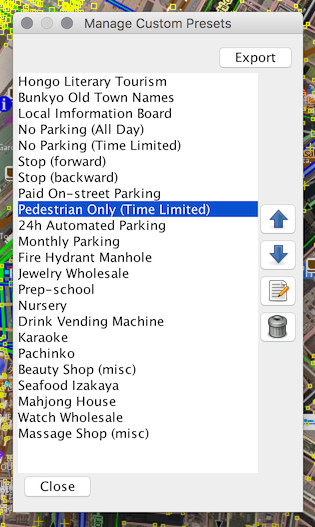 Manage Custom Presets
Export
Hongo Literary Tourism
Bunkyo Old Town Names
Local Imformation Board
No Parking (All Day)
No Parking (Time Limited)
Stop (forward)
Stop (backward)
Paid On-street Parking
Pedestrian Only (Time Limited)
24h Automated Parking
Monthly Parking
Fire Hydrant Manhole
Jewelry Wholesale
Prep-school
Nursery
Drink Vending Machine
Karaoke
Pachinko
Beauty Shop (misc)
Seafood Izakaya
Mahjong House
Watch Wholesale
Massage Shop (misc)
Close